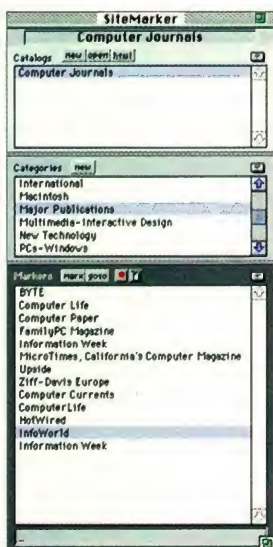 SiteMarker
Computer Journals
Catalogs new open html
Computer Journals
Categories new
International
Macintosh
Major Publications
Multimedia-Interactive Design
New Technology
PCs-Windows
Markers mark goto
BYTE
Computer Life
Computer Paper
FamilyPC Magazine
Information Week
MicroTimes, California's Computer Magazine
Upside
Ziff-Davis Europe
Computer Currents
ComputerLife
HotWired
InfoWorld
Information Week